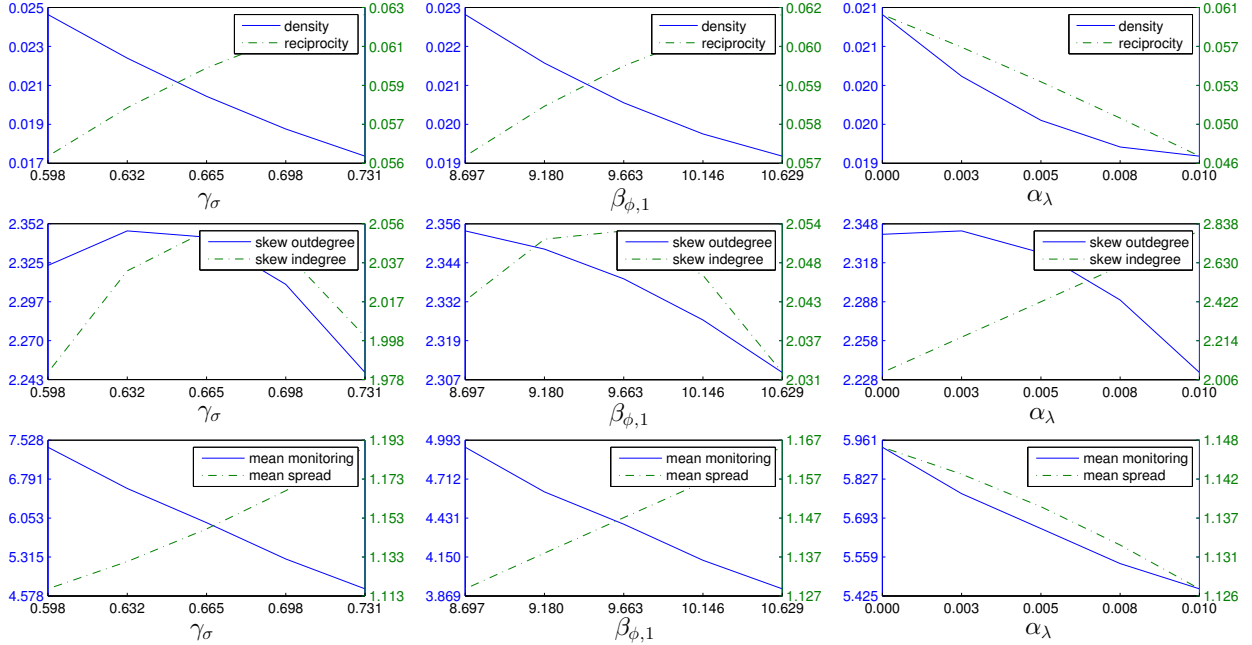 0.025 0.023 0.021 0.019 0.017
0.063 0.061 0.059 0.057 0.056
density
reciprocity
0.598 0.632 0.665 0.698 0.731
γσ
0.023 0.022 0.021 0.020 0.019
0.062 0.060 0.059 0.058 0.057
density
reciprocity
8.697 9.180 9.663 10.146 10.629
βϕ,1
0.021 0.021 0.020 0.020 0.019
0.061 0.057 0.053 0.050 0.046
density
reciprocity
0.000 0.003 0.005 0.008 0.010
αλ
2.352 2.325 2.297 2.270 2.243
2.056 2.037 2.017 1.998 1.978
skew outdegree
skew indegree
0.598 0.632 0.665 0.698 0.731
γσ
2.356 2.344 2.332 2.319 2.307
2.054 2.048 2.043 2.037 2.031
skew outdegree
skew indegree
8.697 9.180 9.663 10.146 10.629
βϕ,1
2.348 2.318 2.288 2.258 2.228
2.838 2.630 2.422 2.214 2.006
skew outdegree
skew indegree
0.000 0.003 0.005 0.008 0.010
αλ
7.528 6.791 6.053 5.315 4.578
1.193 1.173 1.153 1.133 1.113
mean monitoring
mean spread
0.598 0.632 0.665 0.698 0.731
γσ
4.993 4.712 4.431 4.150 3.869
1.167 1.157 1.147 1.137 1.127
mean monitoring
mean spread
8.697 9.180 9.663 10.146 10.629
βϕ,1
5.961 5.827 5.693 5.559 5.425
1.148 1.142 1.137 1.131 1.126
mean monitoring
mean spread
0.000 0.003 0.005 0.008 0.010
αλ